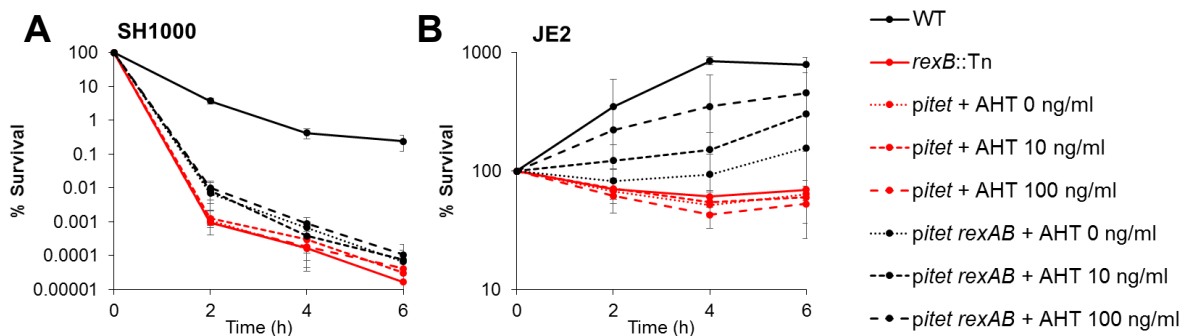 A
SH1000
% Survival
100
10
1
0.1
0.01
0.001
0.0001
0.00001
0
2
4
6
Time (h)
B
JE2
% Survival
1000
100
10
0
2
4
6
Time (h)
WT
rexB::Tn
pitet + AHT 0 ng/ml
pitet + AHT 10 ng/ml
pitet + AHT 100 ng/ml
pitet rexAB + AHT 0 ng/ml
pitet rexAB + AHT 10 ng/ml
pitet rexAB + AHT 100 ng/ml